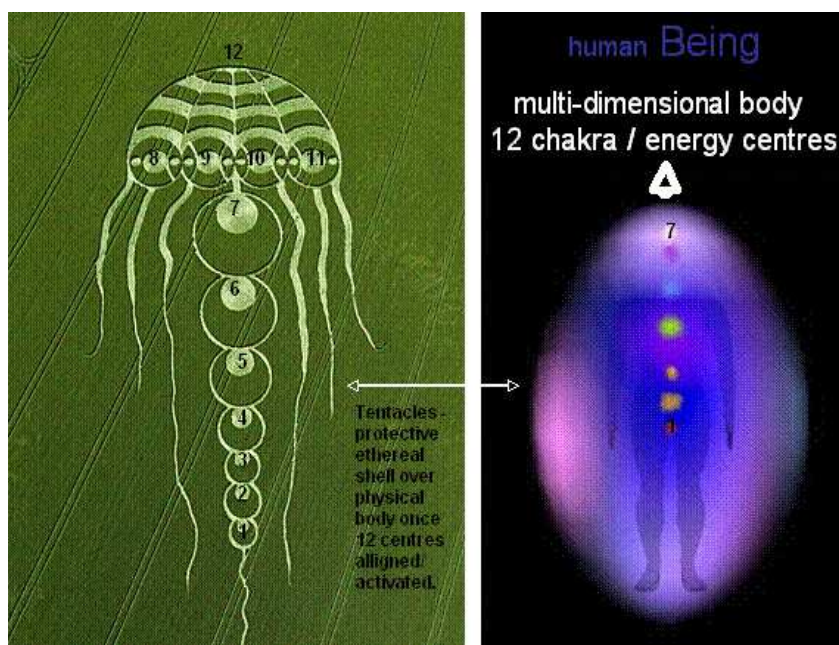 12
8 9 10 11
7
6
5
4
3
2
1
Tentacles -
protective
ethereal
shell over
physical
body once
12 centres
alligned/
activated.
human Being
multi-dimensional body
12 chakra / energy centres
7
1